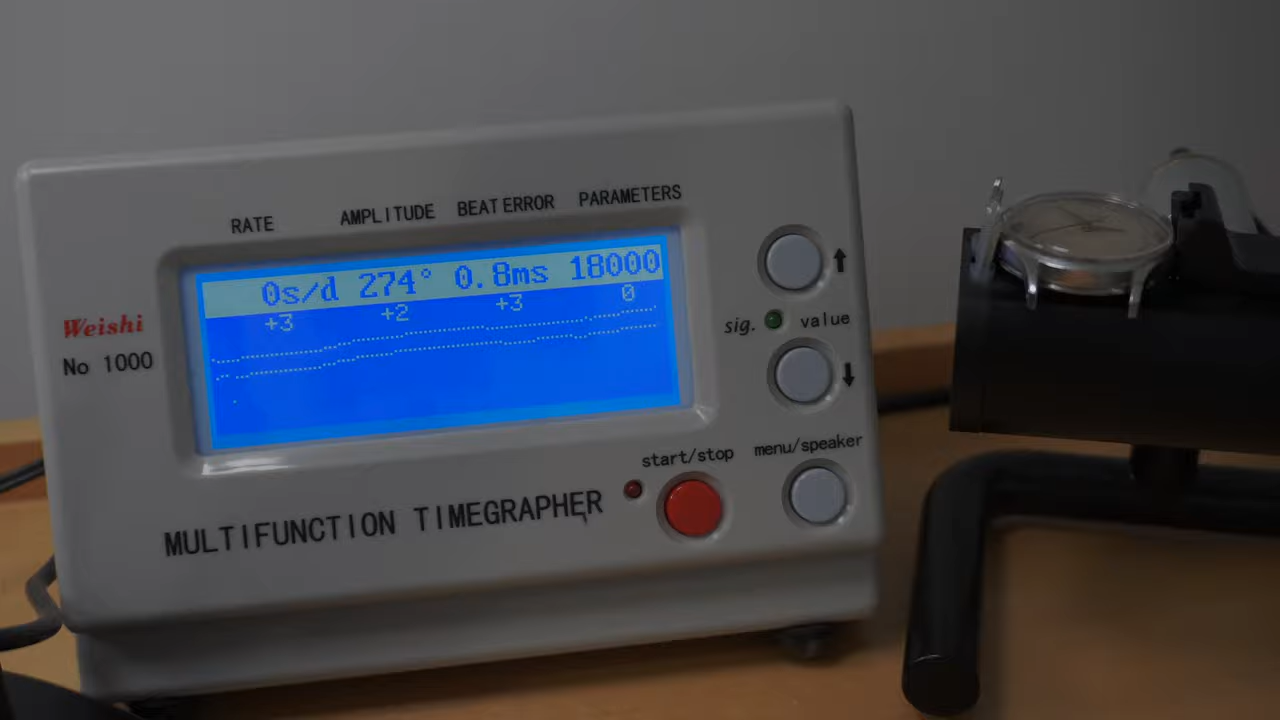 RATE AMPLITUDE BEAT ERROR PARAMETERS
0s/d 274° 0.8ms 18000
+3 +2 +3 0
Weishi
No 1000
sig. value
start/stop menu/speaker
MULTIFUNCTION TIMEGRAPHER